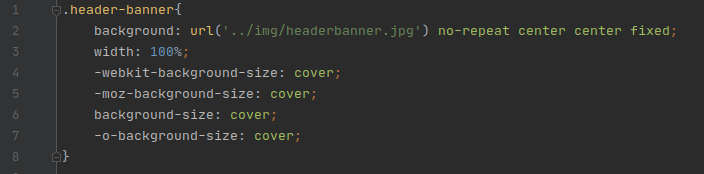 1 .header-banner{
2 background: url('../img/headerbanner.jpg') no-repeat center center fixed;
3 width: 100%;
4 -webkit-background-size: cover;
5 -moz-background-size: cover;
6 background-size: cover;
7 -o-background-size: cover;
8 }